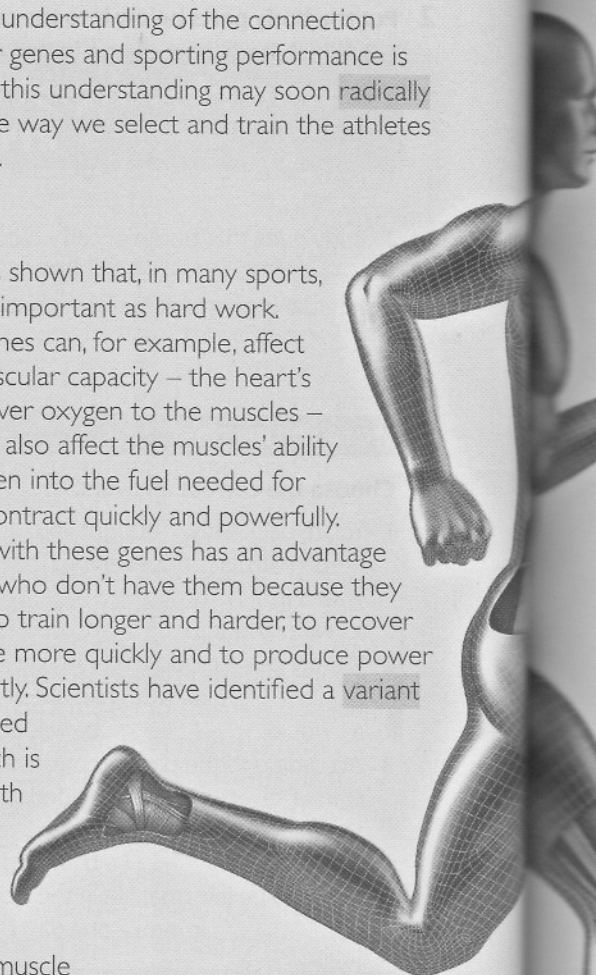 understanding of the connection
genes and sporting performance is
this understanding may soon radically
way we select and train the athletes
shown that, in many sports,
important as hard work.
nes can, for example, affect
scular capacity – the heart's
ver oxygen to the muscles –
also affect the muscles' ability
en into the fuel needed for
ontract quickly and powerfully.
with these genes has an advantage
who don't have them because they
o train longer and harder, to recover
e more quickly and to produce power
tly. Scientists have identified a variant
ed
th is
th
muscle